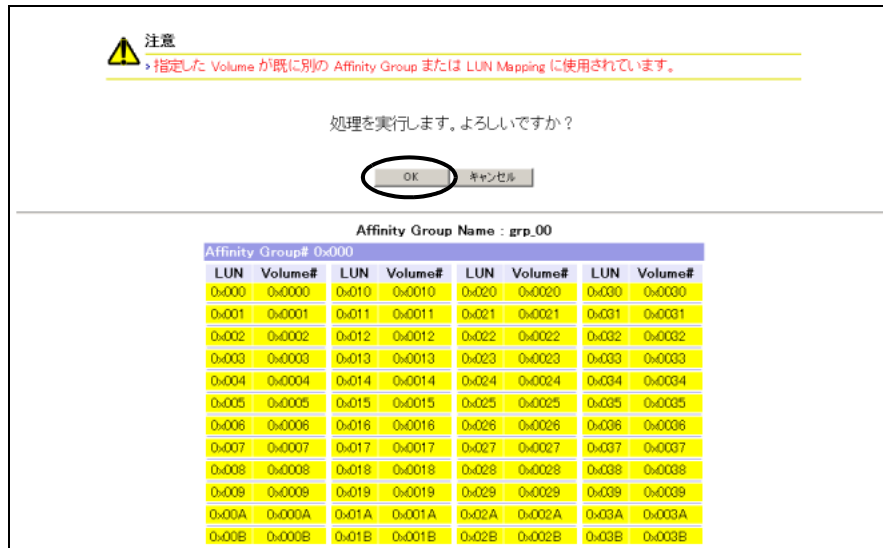 注意
指定した Volume が既に別の Affinity Group または LUN Mapping に使用されています。
処理を実行します。よろしいですか？
OK キャンセル
Affinity Group Name : grp_00
Affinity Group# 0x000
LUN Volume# LUN Volume# LUN Volume# LUN Volume#
0x000 0x0000 0x010 0x0010 0x020 0x0020 0x030 0x0030
0x001 0x0001 0x011 0x0011 0x021 0x0021 0x031 0x0031
0x002 0x0002 0x012 0x0012 0x022 0x0022 0x032 0x0032
0x003 0x0003 0x013 0x0013 0x023 0x0023 0x033 0x0033
0x004 0x0004 0x014 0x0014 0x024 0x0024 0x034 0x0034
0x005 0x0005 0x015 0x0015 0x025 0x0025 0x035 0x0035
0x006 0x0006 0x016 0x0016 0x026 0x0026 0x036 0x0036
0x007 0x0007 0x017 0x0017 0x027 0x0027 0x037 0x0037
0x008 0x0008 0x018 0x0018 0x028 0x0028 0x038 0x0038
0x009 0x0009 0x019 0x0019 0x029 0x0029 0x039 0x0039
0x00A 0x000A 0x01A 0x001A 0x02A 0x002A 0x03A 0x003A
0x00B 0x000B 0x01B 0x001B 0x02B 0x002B 0x03B 0x003B